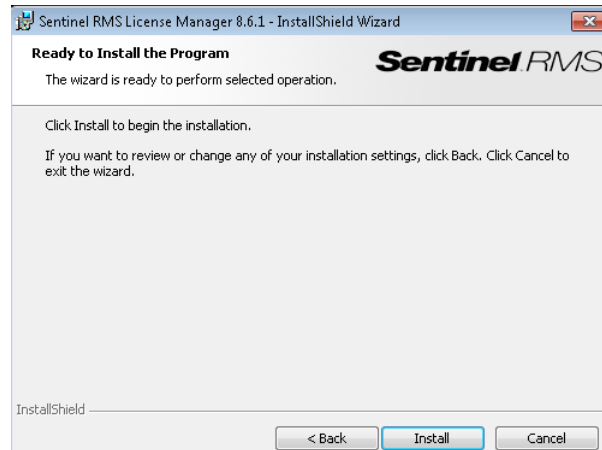 Sentinel RMS License Manager 8.6.1 - InstallShield Wizard
Ready to Install the Program
The wizard is ready to perform selected operation.
Sentinel RMS
Click Install to begin the installation.
If you want to review or change any of your installation settings, click Back. Click Cancel to
exit the wizard.
InstallShield
< Back
Install
Cancel